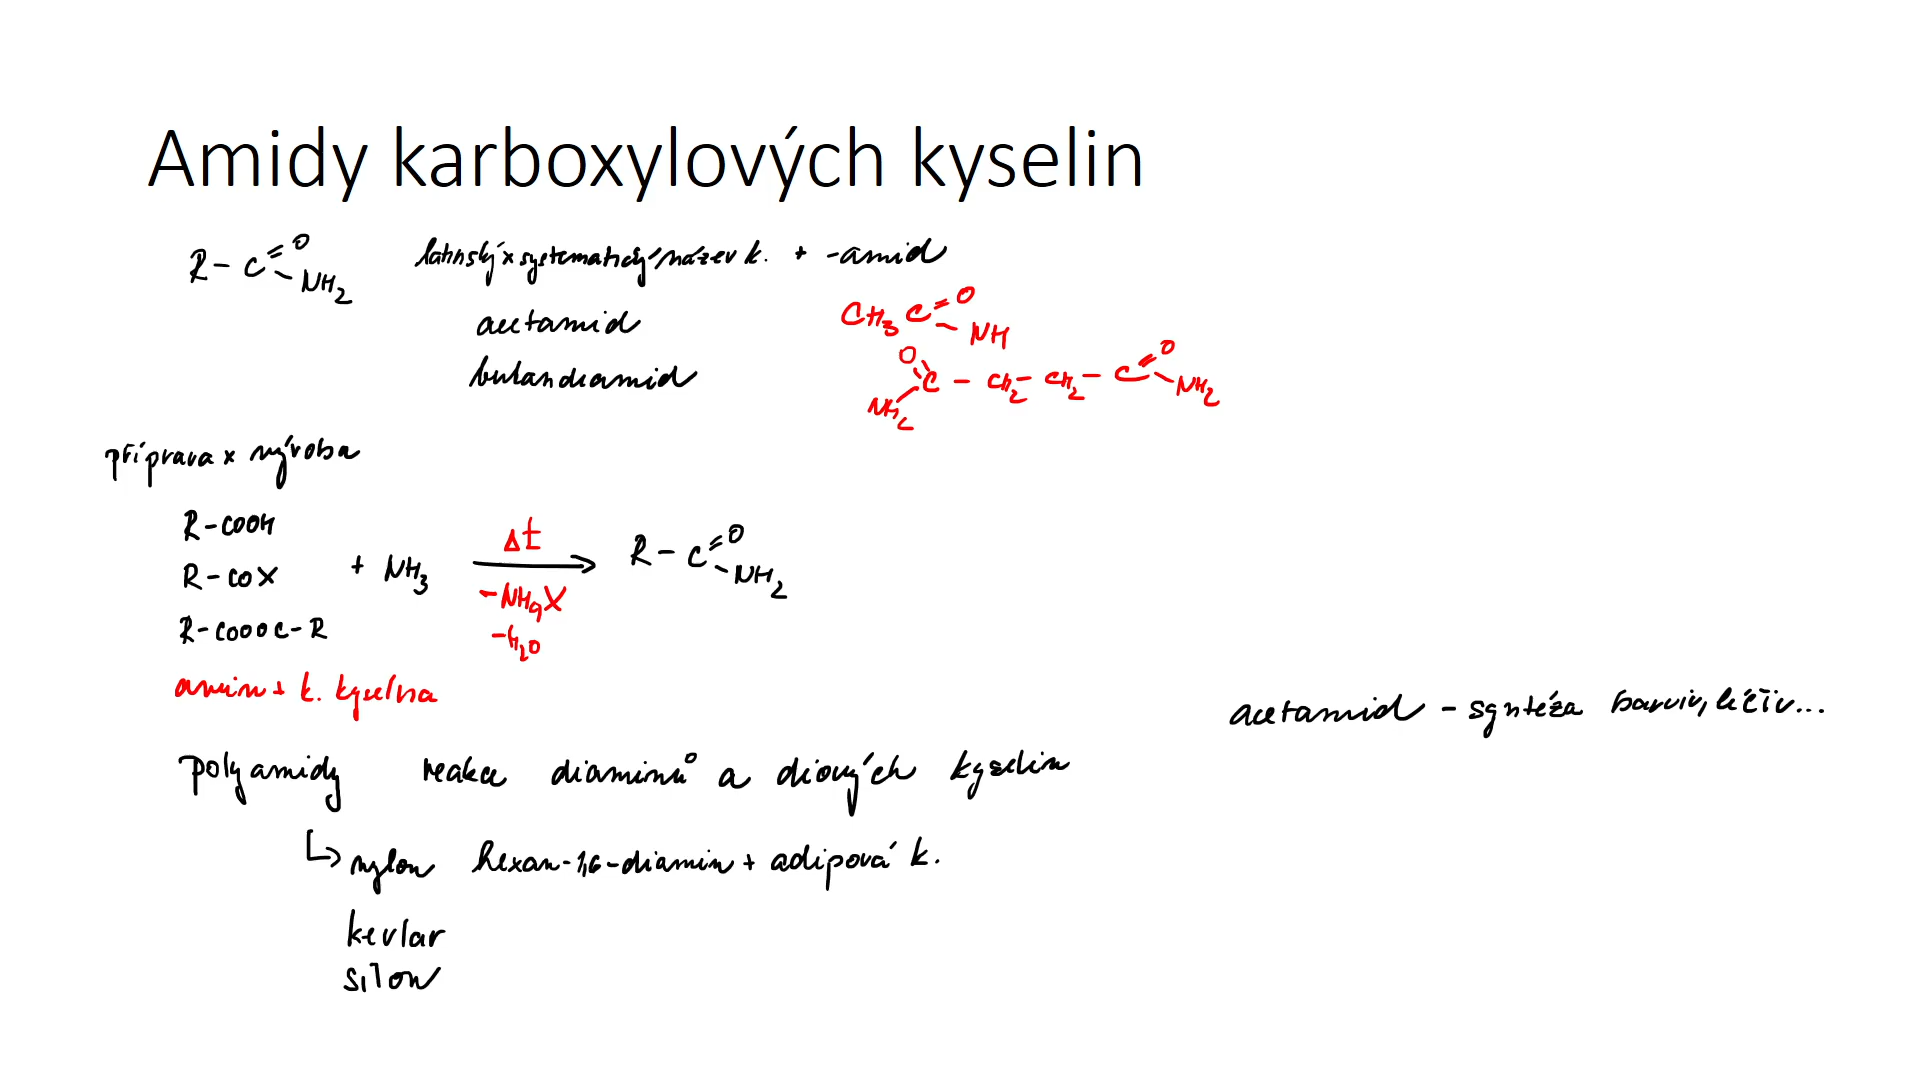 Amidy karboxylových kyselin
R-C=O
-NH2
latinský x systematický název k. + -amid
acetamid
CH3C=O
-NH
butandiamid
O=C-CH2-CH2-C=O
NH2
NH2
příprava x výroba
R-COOH
R-COX
R-COOOC-R
+ NH3
Δt
-NH4X
-H2O
R-C=O
-NH2
amin + k. kyselina
acetamid - syntéza barviv, léčiv...
polyamidy reakce diaminů a diových kyselin
nylon hexan-1,6-diamin + adipová k.
kevlar
silon